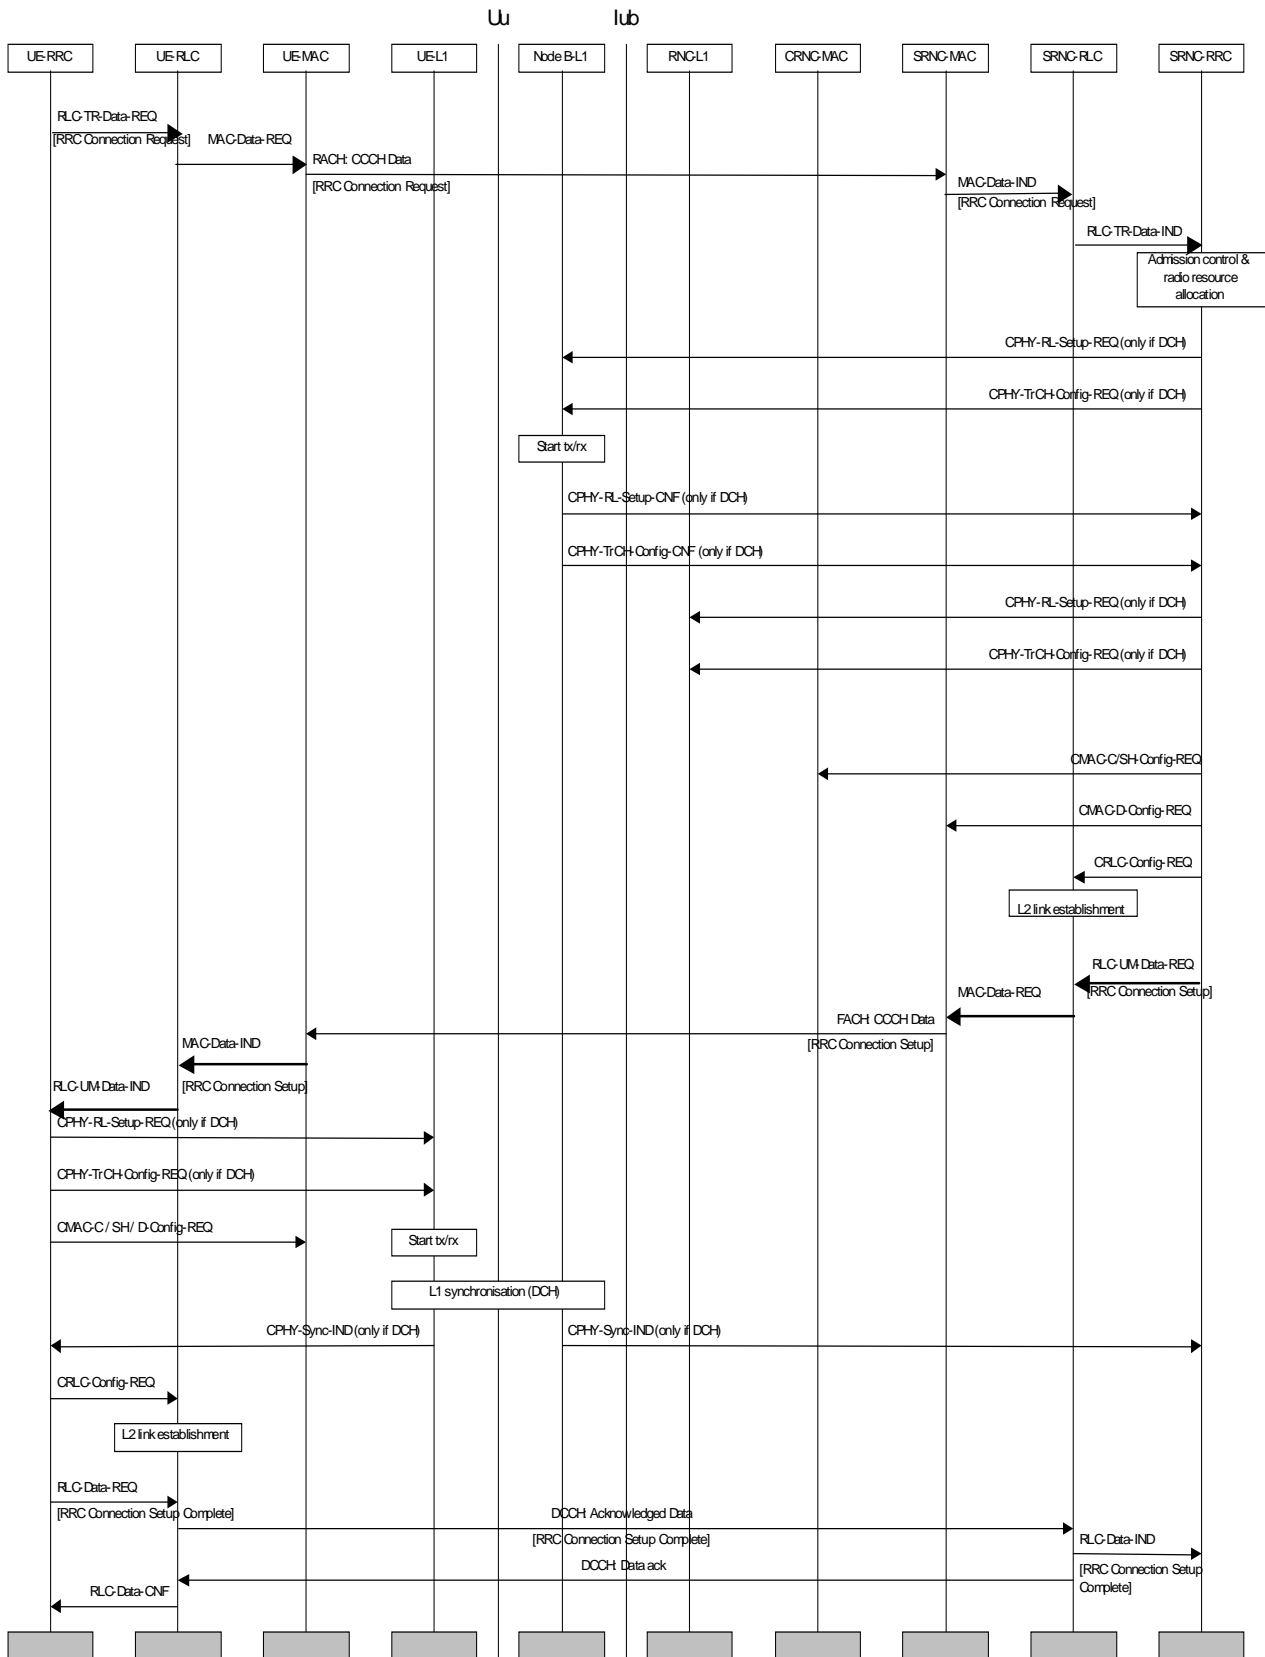 Uu
Iub
UE-RRC
UE-RLC
UE-MAC
UE-L1
Node B-L1
RNC-L1
CRNC-MAC
SRNC-MAC
SRNC-RLC
SRNC-RRC
RLC-TR-Data-REQ
[RRC Connection Request]
MAC-Data-REQ
RACH: CCCH Data
[RRC Connection Request]
MAC-Data-IND
[RRC Connection Request]
RLC-TR-Data-IND
Admission control &
radio resource
allocation
CPHY-RL-Setup-REQ (only if DCH)
CPHY-TrCH-Config-REQ (only if DCH)
Start tx/rx
CPHY-RL-Setup-CNF (only if DCH)
CPHY-TrCH-Config-CNF (only if DCH)
CPHY-RL-Setup-REQ (only if DCH)
CPHY-TrCH-Config-REQ (only if DCH)
CMAC-C/SH-Config-REQ
CMAC-D-Config-REQ
CRLC-Config-REQ
L2 link establishment
RLC-UM-Data-REQ
[RRC Connection Setup]
MAC-Data-REQ
FACH: CCCH Data
[RRC Connection Setup]
MAC-Data-IND
[RRC Connection Setup]
RLC-UM-Data-IND
CPHY-RL-Setup-REQ (only if DCH)
CPHY-TrCH-Config-REQ (only if DCH)
CMAC-C / SH / D-Config-REQ
Start tx/rx
L1 synchronisation (DCH)
CPHY-Sync-IND (only if DCH)
CPHY-Sync-IND (only if DCH)
CRLC-Config-REQ
L2 link establishment
RLC-Data-REQ
[RRC Connection Setup Complete]
DCCH: Acknowledged Data
[RRC Connection Setup Complete]
RLC-Data-IND
[RRC Connection Setup
Complete]
DCCH: Data ack
RLC-Data-CNF